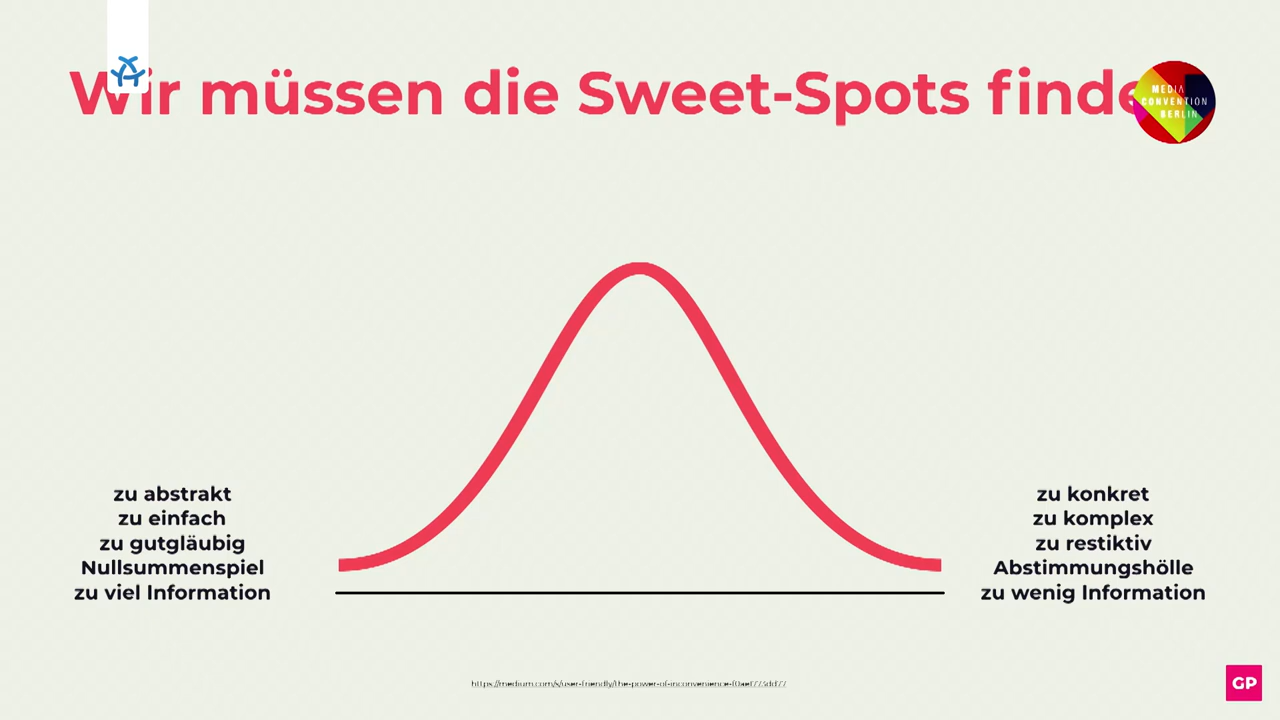 Wir müssen die Sweet-Spots finde
MEDIA
CONVENTION
BERLIN
zu abstrakt
zu einfach
zu gutgläubig
Nullsummenspiel
zu viel Information
zu konkret
zu komplex
zu restiktiv
Abstimmungshölle
zu wenig Information
GP